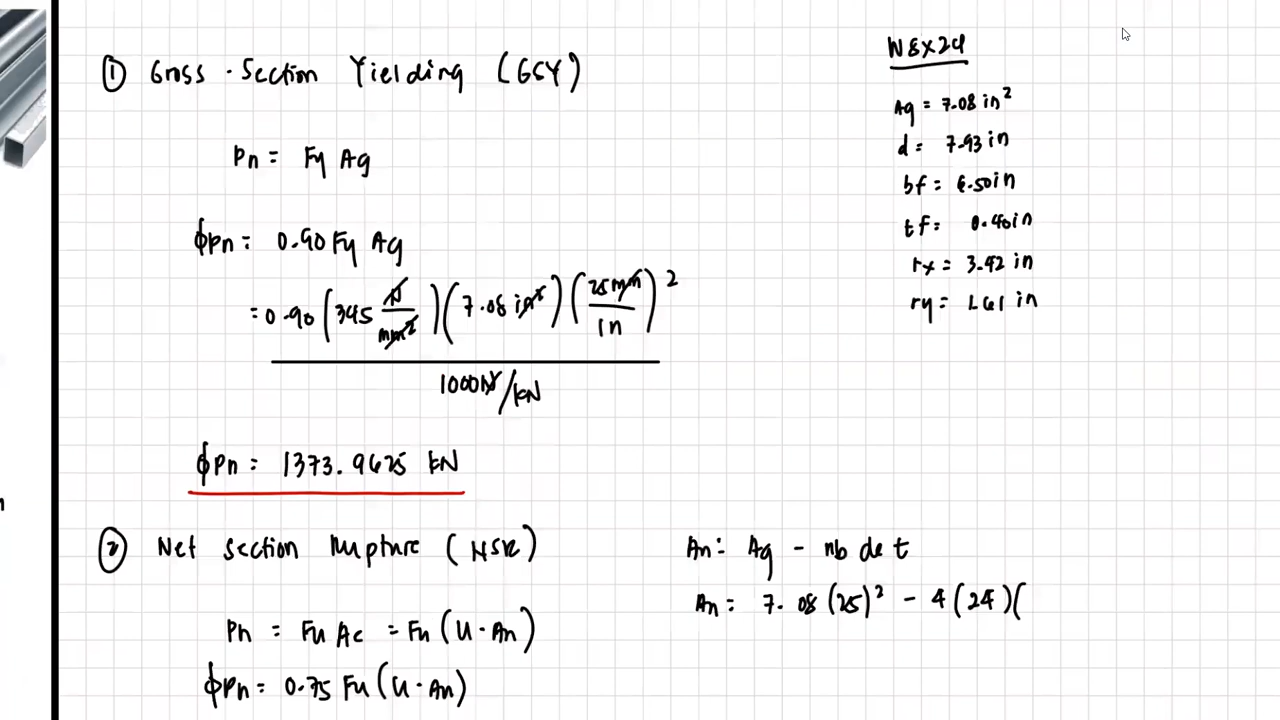 ① Gross-Section Yielding (GSY)
Pn = Fy Ag
ϕPn = 0.90 Fy Ag
= 0.90 (345 N/mm²)(7.08 in²)(25mm/1in)²
1000N/kN
ϕPn = 1373.9625 kN
② Net Section Rupture (NSR)
Pn = Fu Ae = Fu (U·An)
ϕPn = 0.75 Fu (U·An)
An = Ag - nb de t
An = 7.08(25)² - 4(24)(
W8x24
Ag = 7.08 in²
d = 7.93 in
bf = 6.50 in
tf = 0.40 in
rx = 3.42 in
ry = 1.61 in